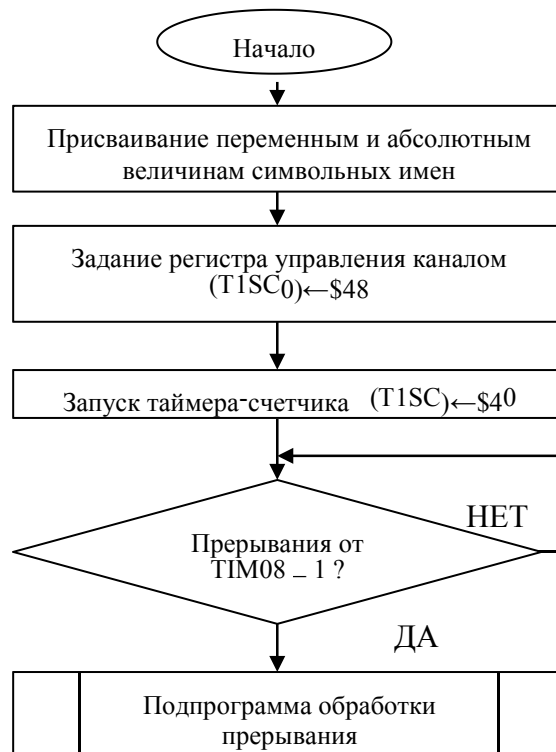 Начало
Присваивание переменным и абсолютным
величинам символьных имен
Задание регистра управления каналом
(T1SC0)←$48
Запуск таймера-счетчика (T1SC)←$40
НЕТ
Прерывания от
TIM08 – 1 ?
ДА
Подпрограмма обработки
прерывания